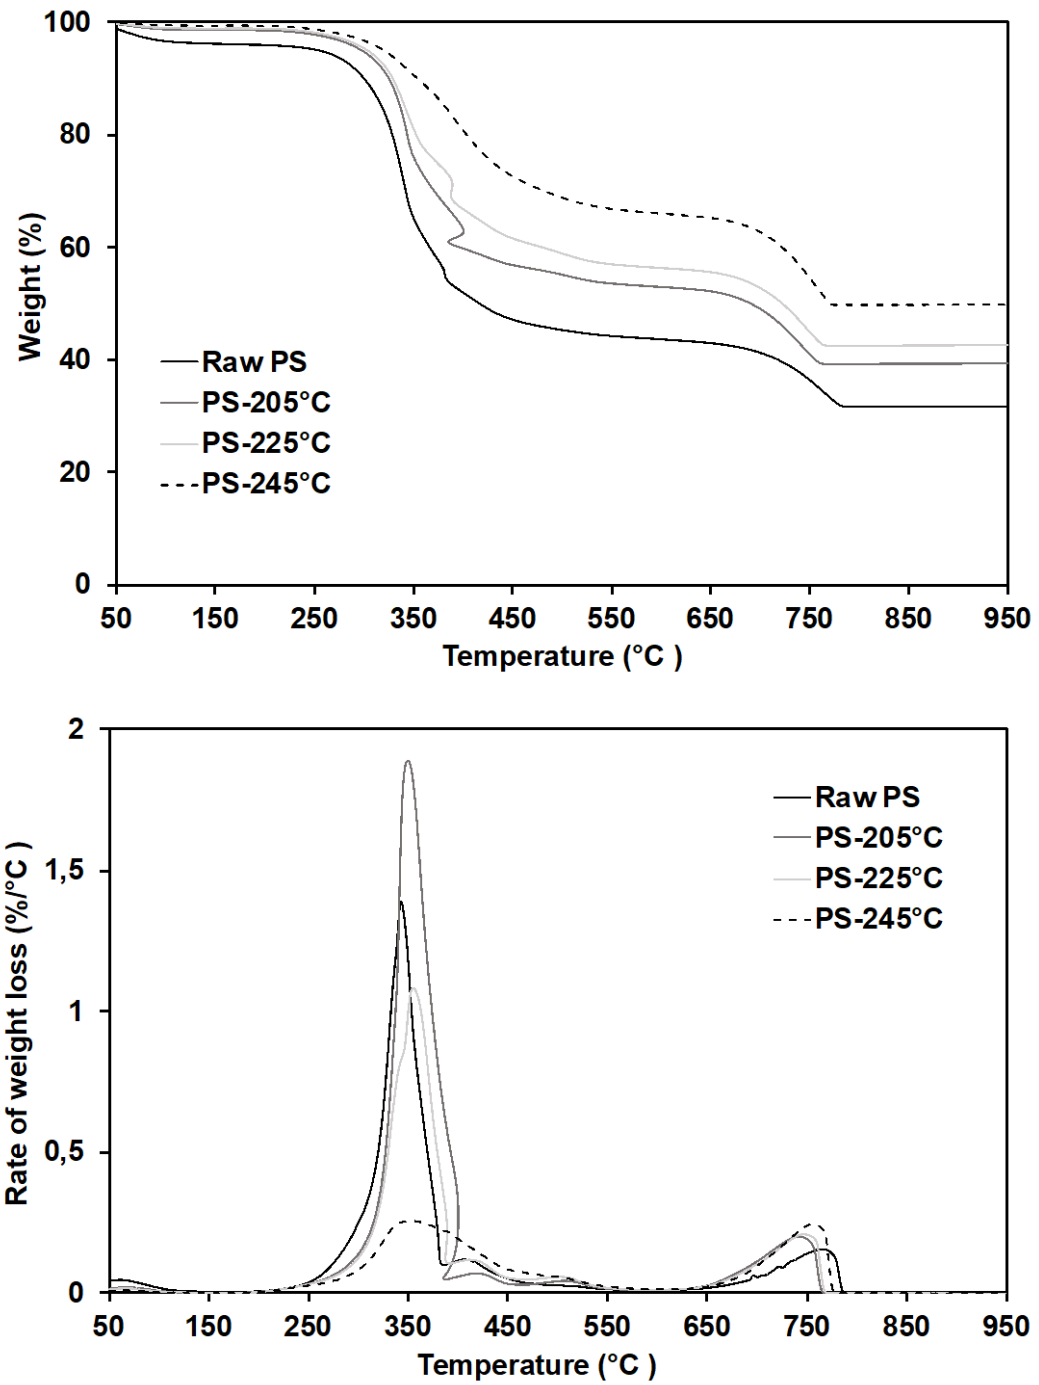 100
80
60
40
20
0
Weight (%)
Raw PS
PS-205°C
PS-225°C
PS-245°C
50 150 250 350 450 550 650 750 850 950
Temperature (°C )
2
1,5
1
0,5
0
Rate of weight loss (%/°C )
Raw PS
PS-205°C
PS-225°C
PS-245°C
50 150 250 350 450 550 650 750 850 950
Temperature (°C )